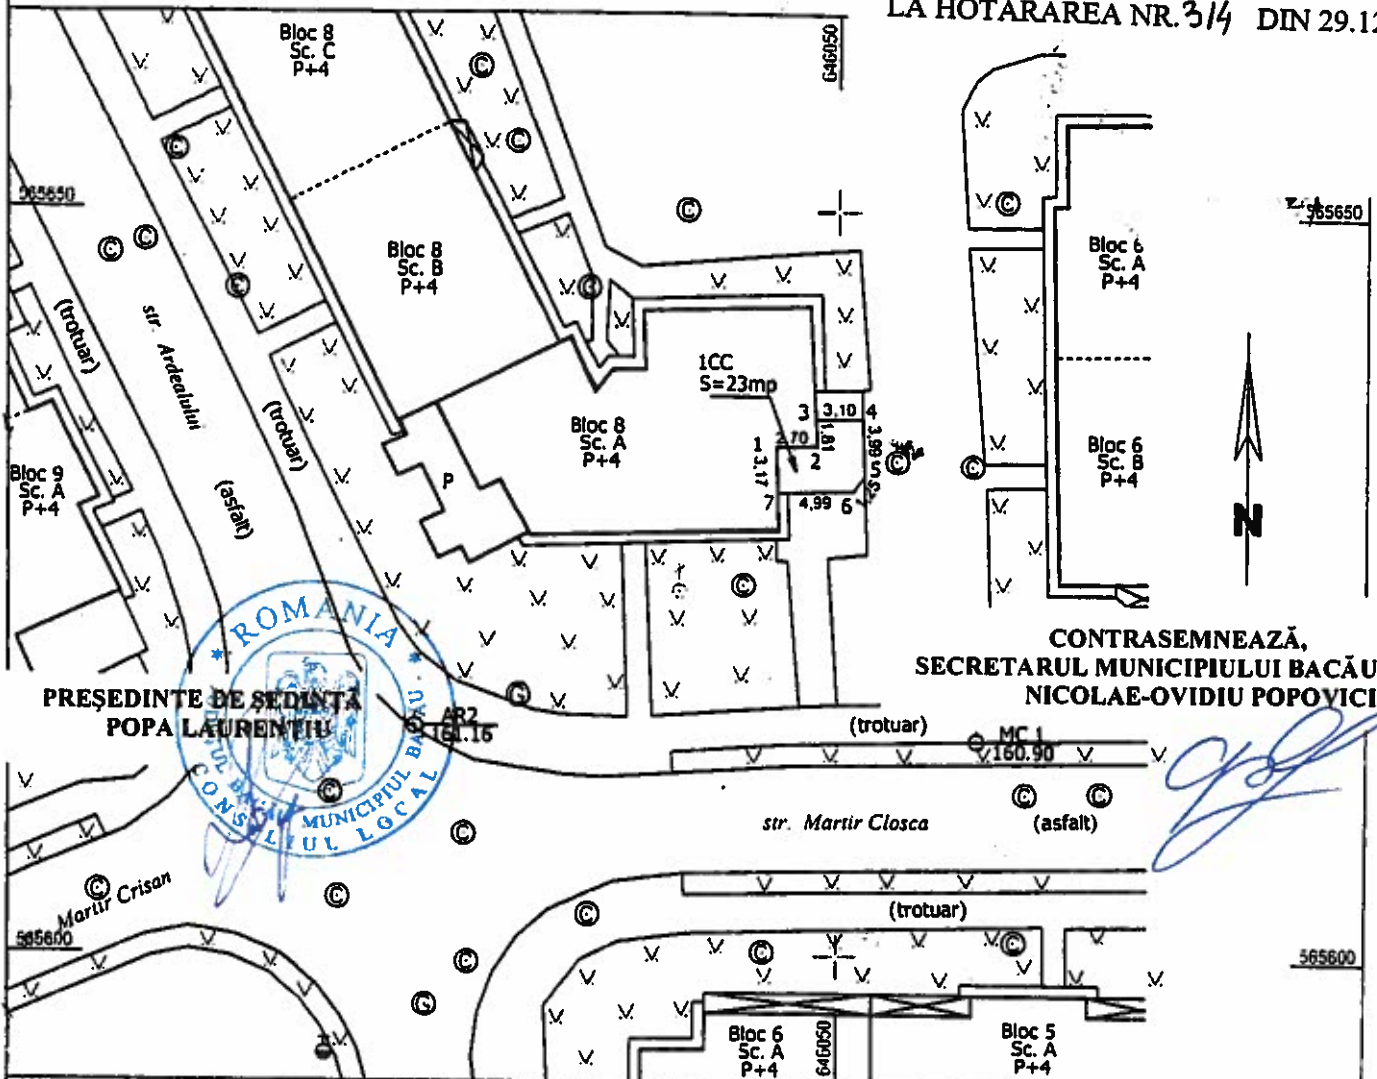 LA HOTARAREA NR. 314 DIN 29.12
Bloc 8
Sc. C
P+4
646050
565650
565650
Bloc 8
Sc. B
P+4
Bloc 6
Sc. A
P+4
(trotuar)
str. Ardealului
(trotuar)
(asfalt)
1CC
S=23mp
Bloc 8
Sc. A
P+4
3
3,10
4
1
2,70
1,81
2
3,99
5
3,17
7
4,99
6
P
Bloc 9
Sc. A
P+4
Bloc 6
Sc. B
P+4
N
CONTRASEMNEAZĂ,
SECRETARUL MUNICIPIULUI BACĂU
NICOLAE-OVIDIU POPOVICI
PREŞEDINTE DE ŞEDINŢĂ
POPA LAURENŢIU
ROMANIA
MUNICIPIUL BACĂU
CONSILIUL LOCAL
AR2
161.16
(trotuar)
MC 1
160.90
str. Martir Closca
(asfalt)
Martir Crisan
(trotuar)
565600
565600
Bloc 6
Sc. A
P+4
646050
Bloc 5
Sc. A
P+4